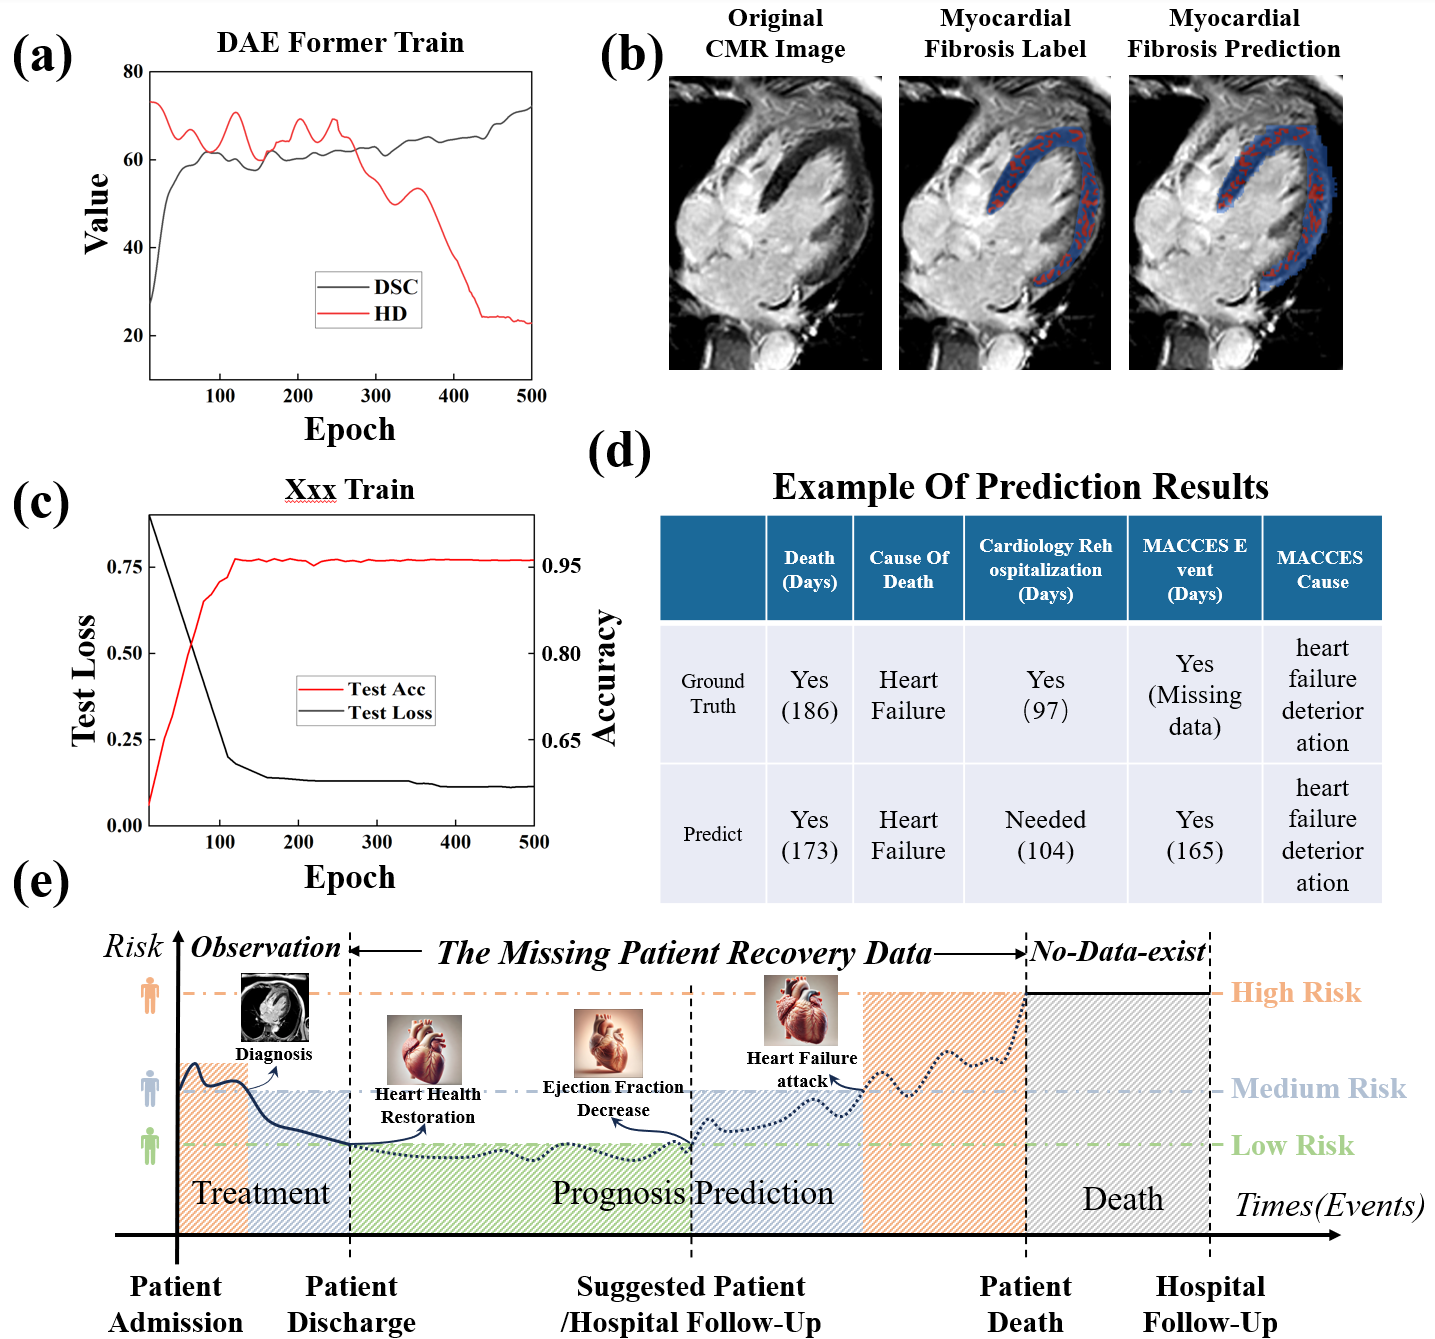 (a)
DAE Former Train
80
60
40
20
Value
DSC
HD
100
200
300
400
500
Epoch
(b)
Original
CMR Image
Myocardial
Fibrosis Label
Myocardial
Fibrosis Prediction
(c)
Xxx Train
0.75
0.50
0.25
0.00
Test Loss
0.95
0.80
0.65
Accuracy
Test Acc
Test Loss
100
200
300
400
500
Epoch
(d)
Example Of Prediction Results
Death
(Days)
Cause Of
Death
Cardiology Reh
ospitalization
(Days)
MACCES E
vent
(Days)
MACCES
Cause
Ground
Truth
Yes
(186)
Heart
Failure
Yes
(97)
Yes
(Missing
data)
heart
failure
deterior
ation
Predict
Yes
(173)
Heart
Failure
Needed
(104)
Yes
(165)
heart
failure
deterior
ation
(e)
Risk
Observation
The Missing Patient Recovery Data
No-Data-exist
High Risk
Medium Risk
Low Risk
Diagnosis
Heart Health
Restoration
Ejection Fraction
Decrease
Heart Failure
attack
Treatment
Prognosis Prediction
Death
Times(Events)
Patient
Admission
Patient
Discharge
Suggested Patient
/Hospital Follow-Up
Patient
Death
Hospital
Follow-Up